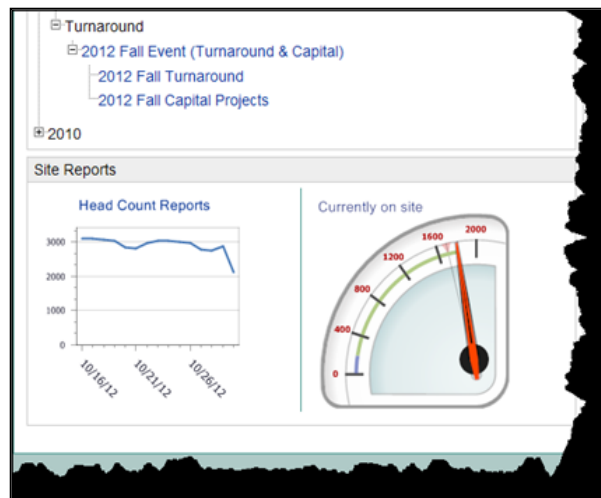 Turnaround
2012 Fall Event (Turnaround & Capital)
2012 Fall Turnaround
2012 Fall Capital Projects
2010
Site Reports
Head Count Reports
3000
2000
1000
0
10/16/12
10/21/12
10/26/12
Currently on site
0
400
800
1200
1600
2000